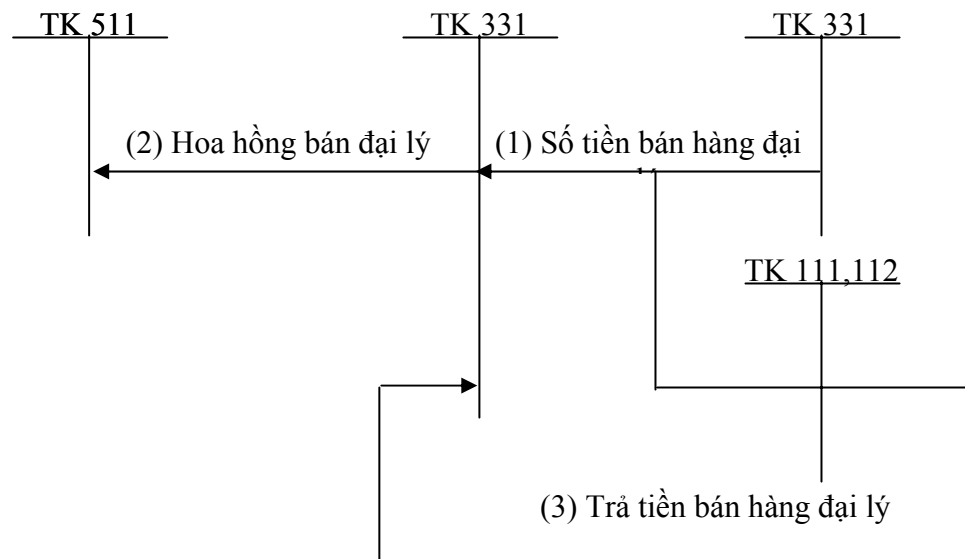 TK 511 TK 331 TK 331
(2) Hoa hồng bán đại lý (1) Số tiền bán hàng đại
TK 111,112
(3) Trả tiền bán hàng đại lý